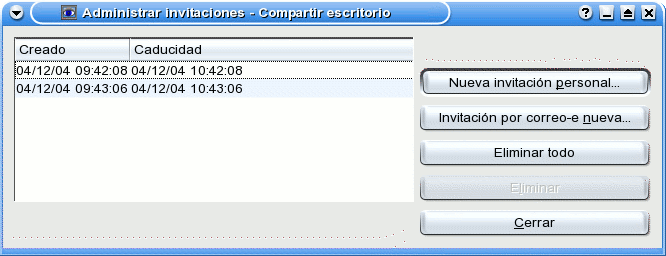 Administrar invitaciones - Compartir escritorio
Creado Caducidad
04/12/04 09:42:08 04/12/04 10:42:08
04/12/04 09:43:06 04/12/04 10:43:06
Nueva invitación personal...
Invitación por correo-e nueva...
Eliminar todo
Eliminar
Cerrar